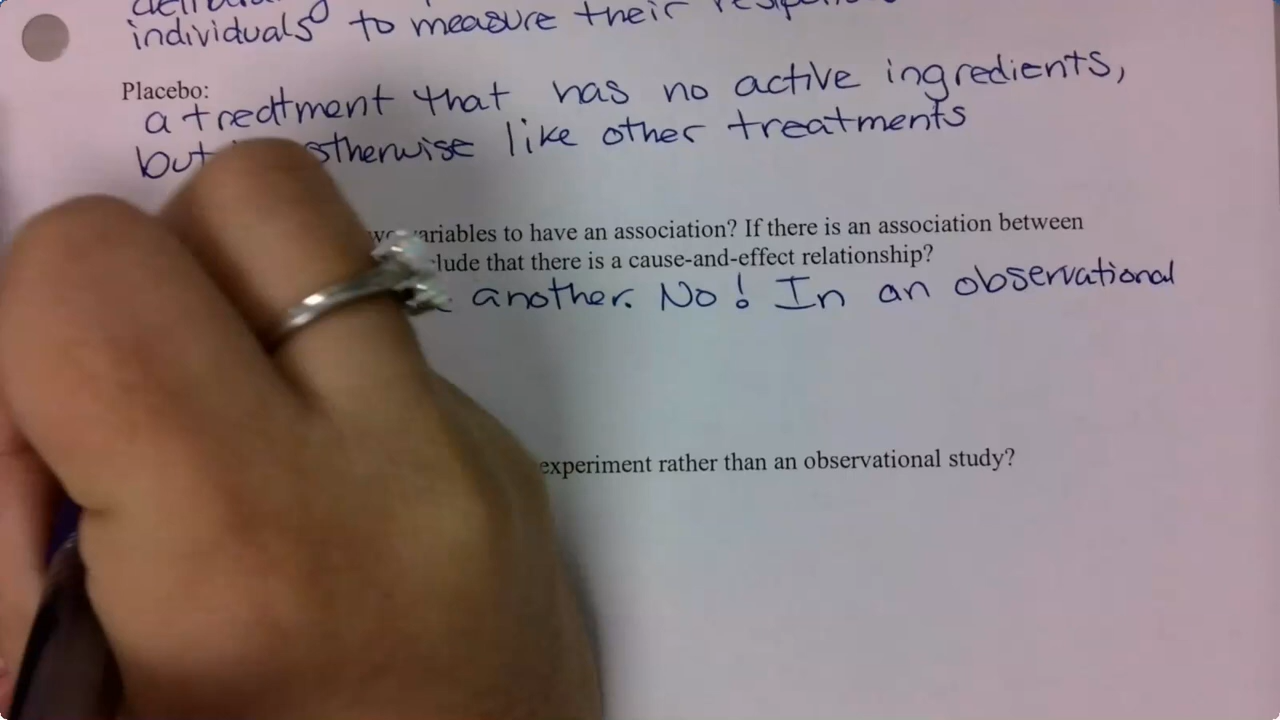 individuals to measure their
Placebo:
a treatment that has no active ingredients,
but otherwise like other treatments
variables to have an association? If there is an association between
that there is a cause-and-effect relationship?
another. No! In an observational
experiment rather than an observational study?